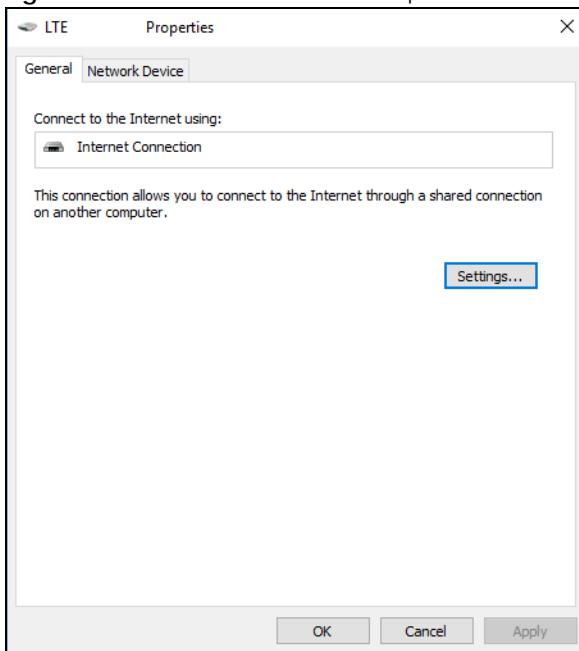 LTE Properties
General Network Device
Connect to the Internet using:
Internet Connection
This connection allows you to connect to the Internet through a shared connection
on another computer.
Settings...
OK Cancel Apply